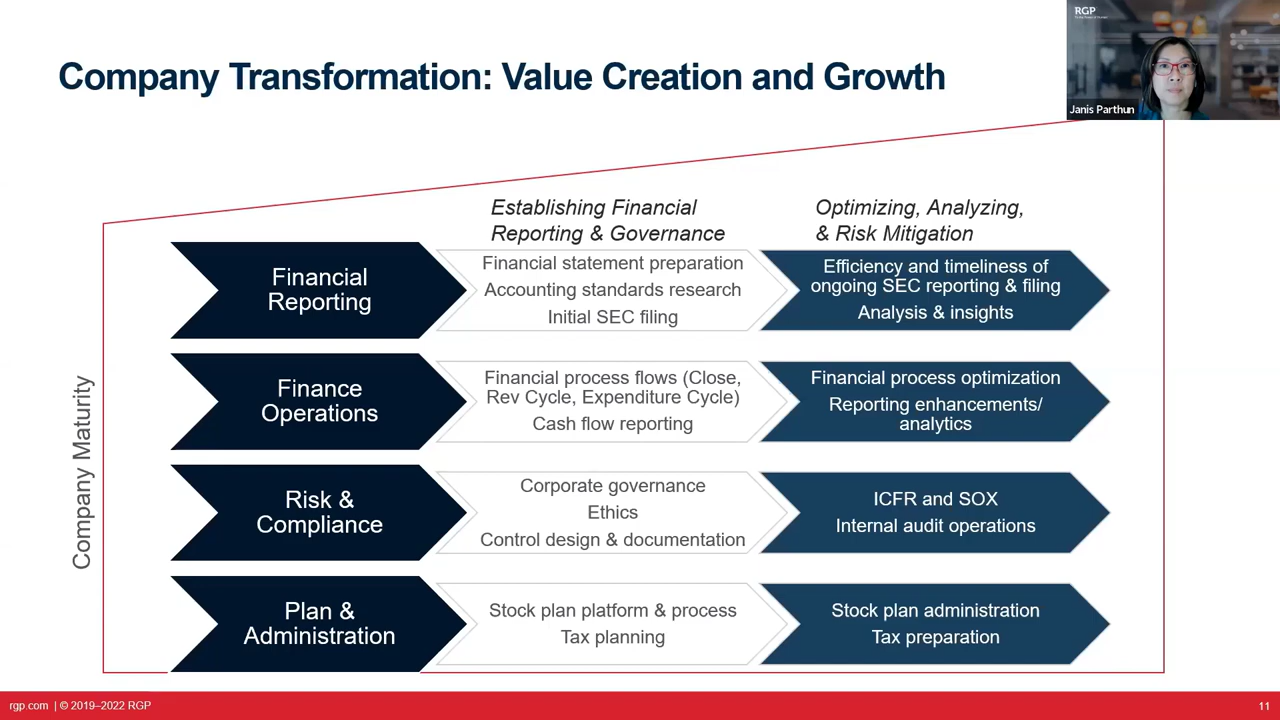 RGP
Janis Parthun
Company Transformation: Value Creation and Growth
Establishing Financial
Reporting & Governance
Optimizing, Analyzing,
& Risk Mitigation
Company Maturity
Financial
Reporting
Financial statement preparation
Accounting standards research
Initial SEC filing
Efficiency and timeliness of
ongoing SEC reporting & filing
Analysis & insights
Finance
Operations
Financial process flows (Close,
Rev Cycle, Expenditure Cycle)
Cash flow reporting
Financial process optimization
Reporting enhancements/
analytics
Risk &
Compliance
Corporate governance
Ethics
Control design & documentation
ICFR and SOX
Internal audit operations
Plan &
Administration
Stock plan platform & process
Tax planning
Stock plan administration
Tax preparation
rgp.com | © 2019–2022 RGP
11